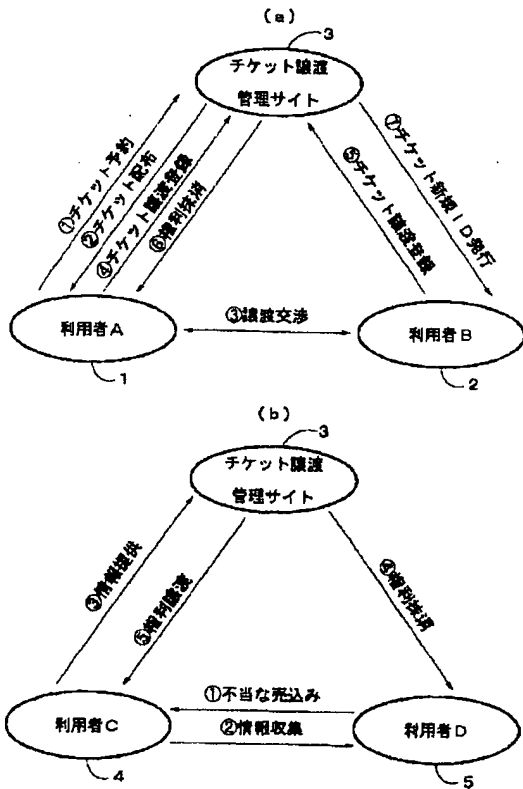 (a)
3
チケット譲渡
管理サイト
①チケット予約
②チケット配布
④チケット譲渡登録
⑥権利抹消
⑦チケット新規ID発行
⑤チケット譲渡登録
利用者A
③譲渡交渉
利用者B
1
2
(b)
3
チケット譲渡
管理サイト
③情報提供
⑤権利譲渡
④権利抹消
①不当な売込み
利用者C
②情報収集
利用者D
4
5